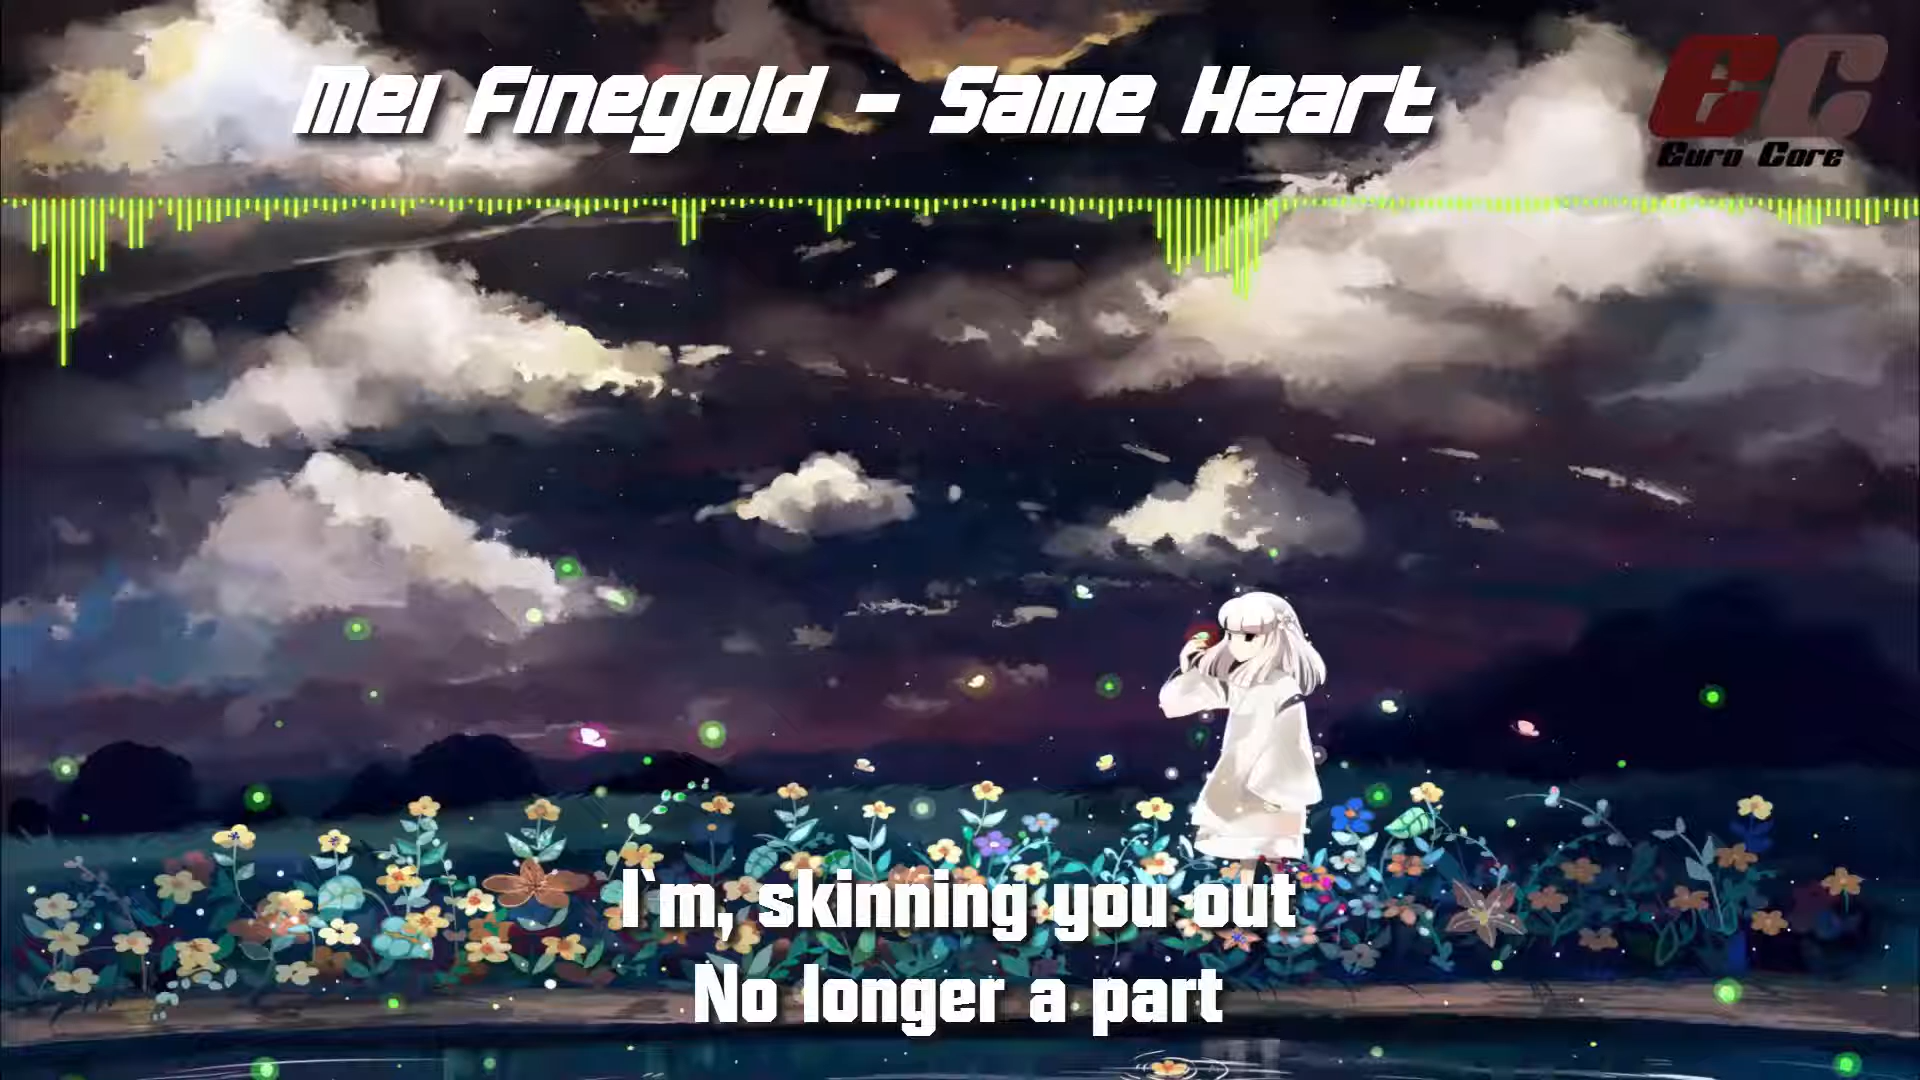 Mei Finegold - Same Heart
EC
Euro Core
I`m, skinning you out
No longer a part